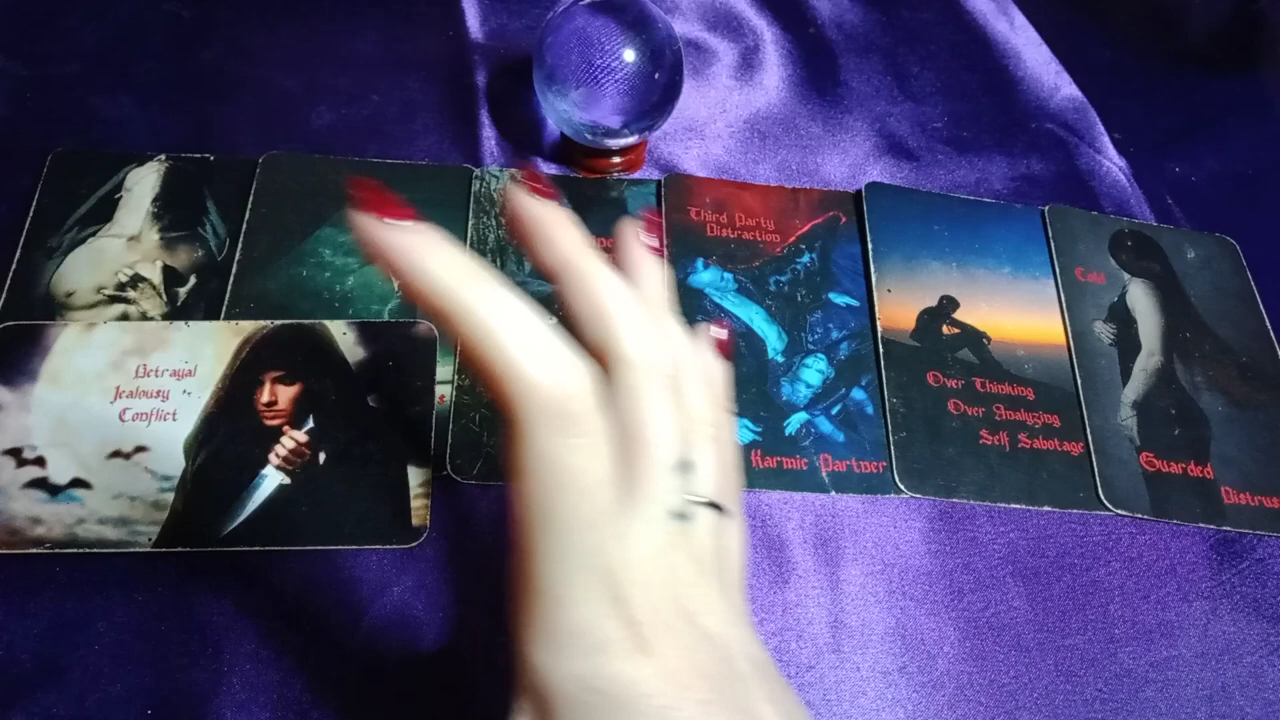 Betrayal
Jealousy
Conflict
Third Party
Distraction
Karmic Partner
Over Thinking
Over Analyzing
Self Sabotage
Cold
Guarded